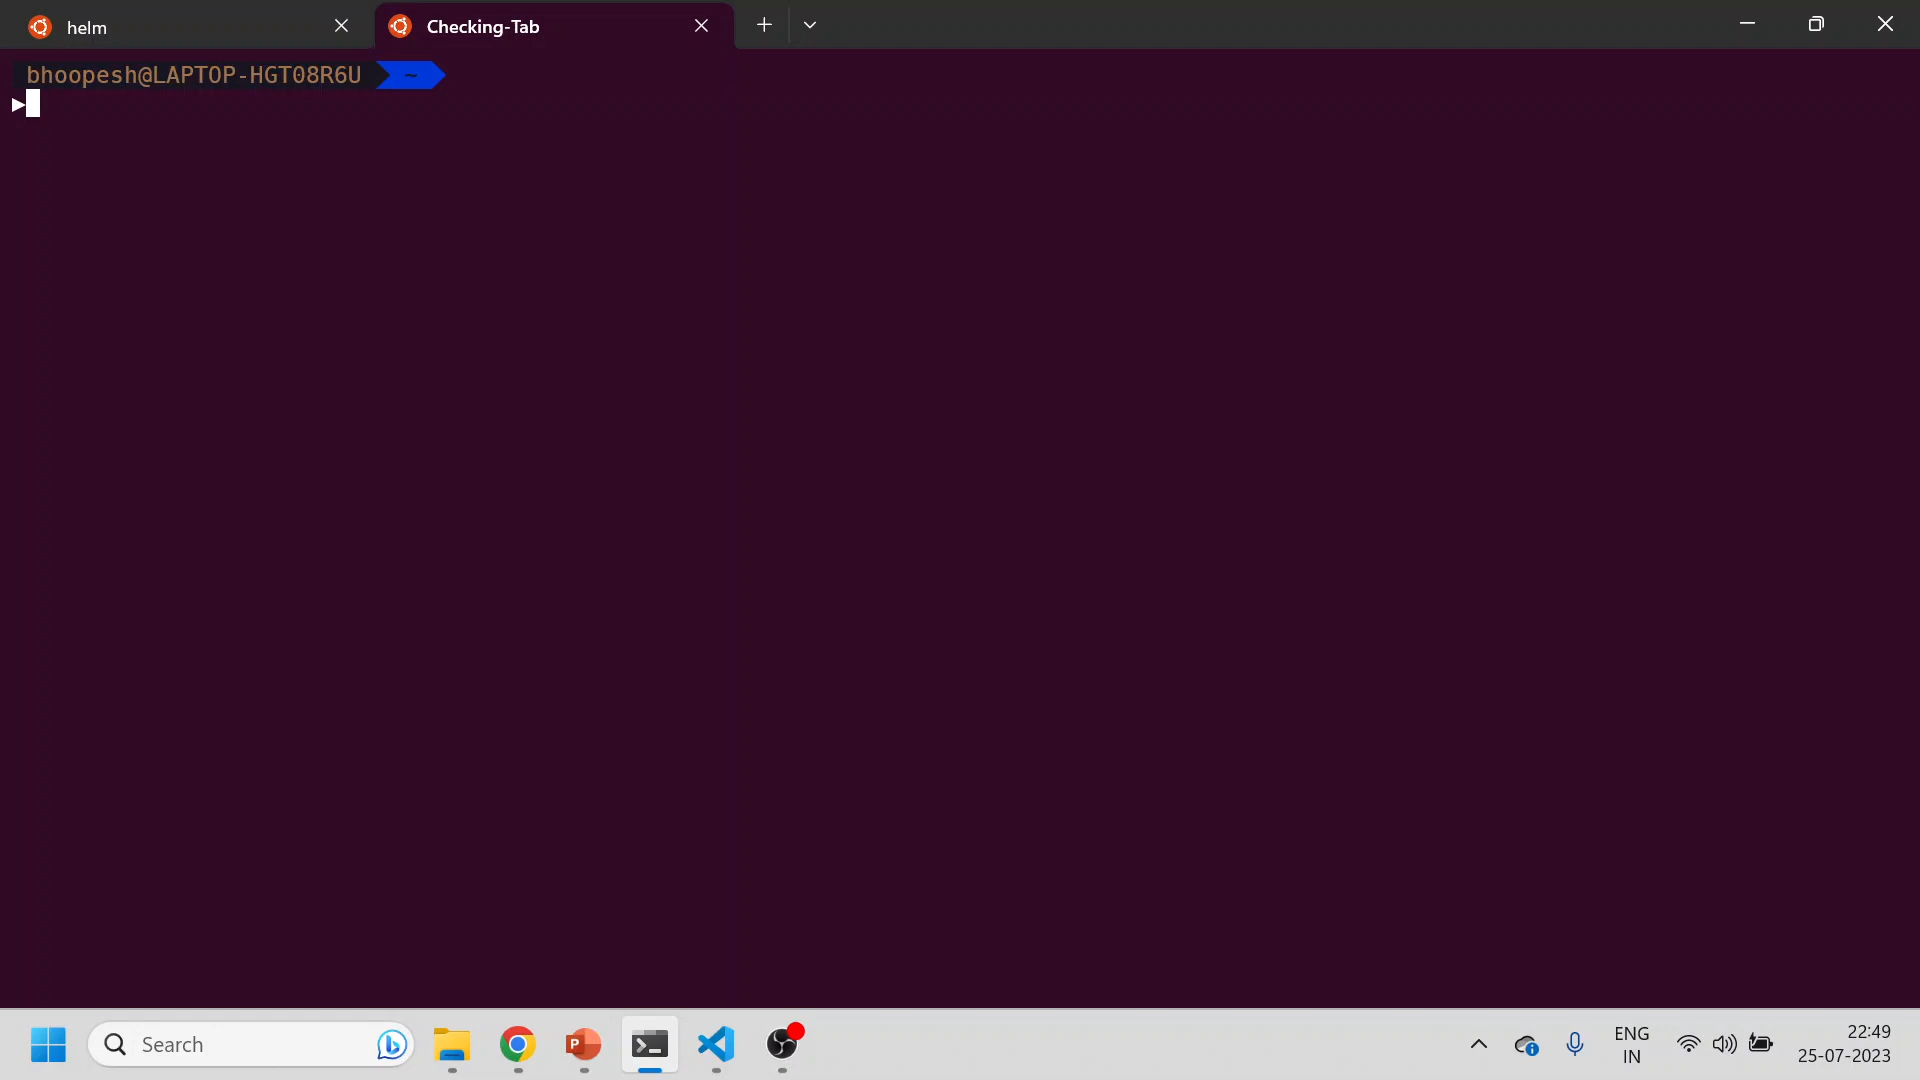 helm
Checking-Tab
bhoopesh@LAPTOP-HGT08R6U ~
Search
ENG
IN
22:49
25-07-2023